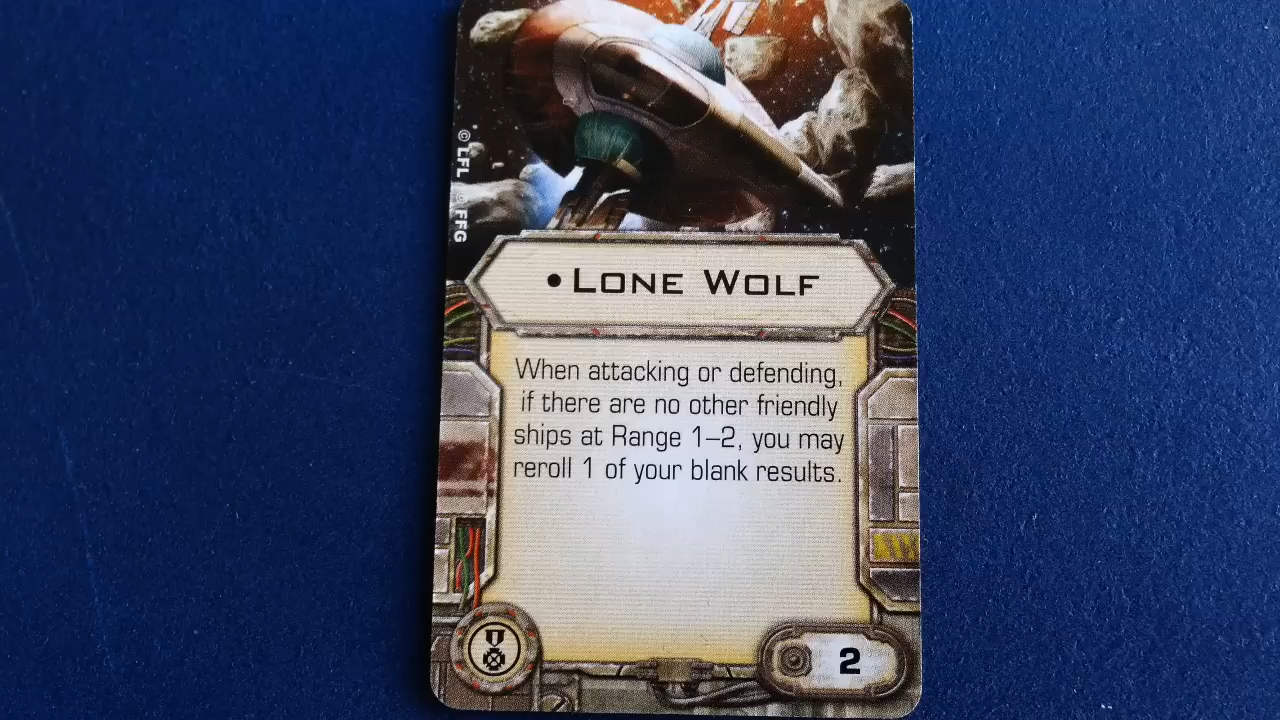 © LFL © FFG
• LONE WOLF
When attacking or defending,
if there are no other friendly
ships at Range 1–2, you may
reroll 1 of your blank results.
2